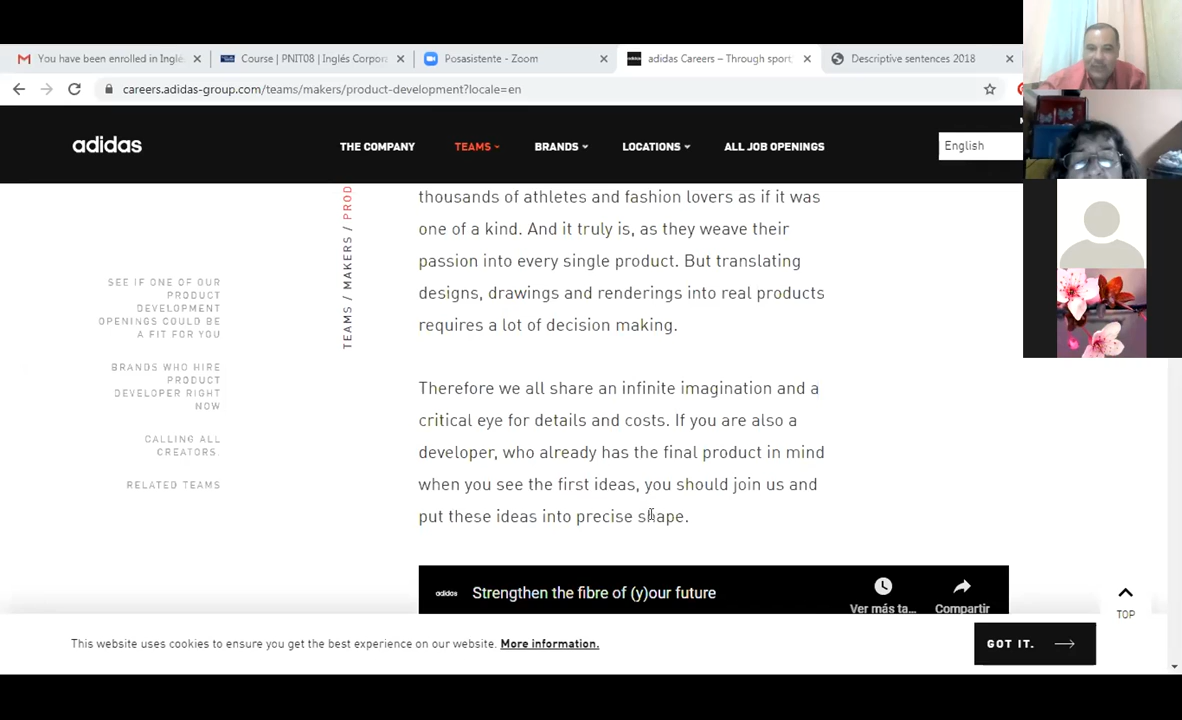 You have been enrolled in Inglé
Course | PNIT08 | Inglés Corpora
Posasistente - Zoom
adidas Careers – Through sport,
Descriptive sentences 2018
careers.adidas-group.com/teams/makers/product-development?locale=en
adidas
THE COMPANY
TEAMS
BRANDS
LOCATIONS
ALL JOB OPENINGS
English
TEAMS / MAKERS / PROD
thousands of athletes and fashion lovers as if it was
one of a kind. And it truly is, as they weave their
passion into every single product. But translating
designs, drawings and renderings into real products
requires a lot of decision making.
SEE IF ONE OF OUR
PRODUCT
DEVELOPMENT
OPENINGS COULD BE
A FIT FOR YOU
BRANDS WHO HIRE
PRODUCT
DEVELOPER RIGHT
NOW
CALLING ALL
CREATORS.
RELATED TEAMS
Therefore we all share an infinite imagination and a
critical eye for details and costs. If you are also a
developer, who already has the final product in mind
when you see the first ideas, you should join us and
put these ideas into precise shape.
adidas
Strengthen the fibre of (y)our future
Ver más ta...
Compartir
TOP
This website uses cookies to ensure you get the best experience on our website. More information.
GOT IT.